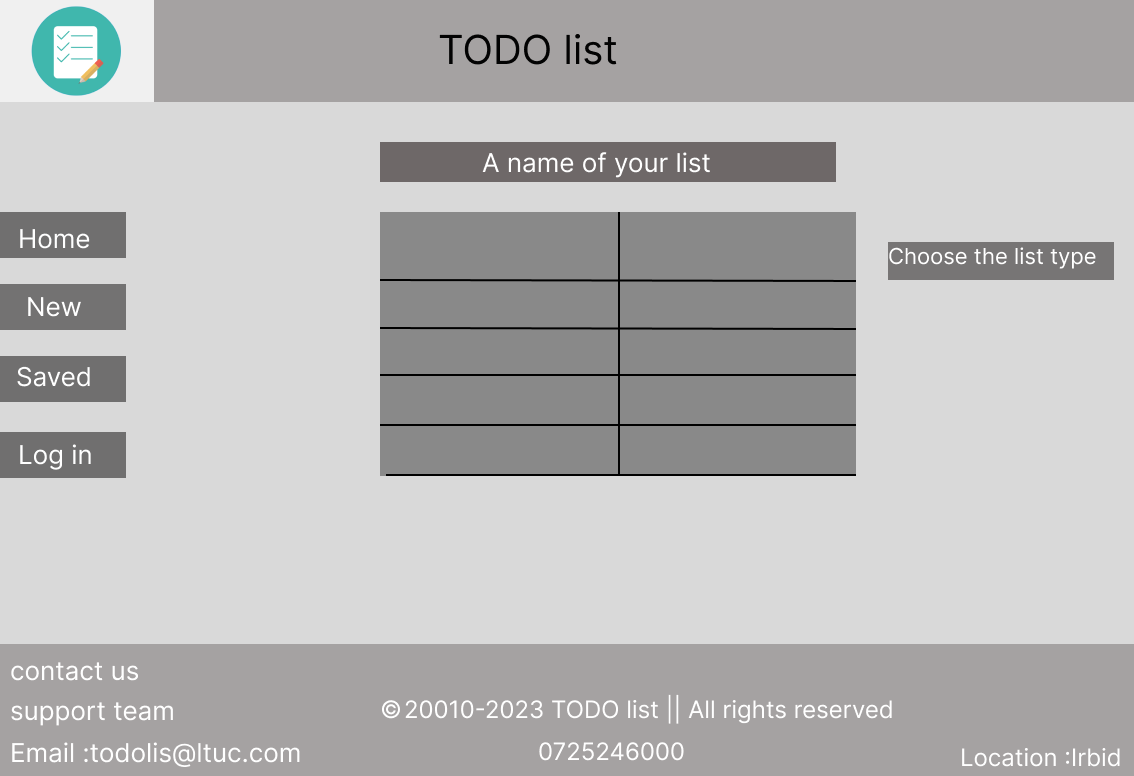 TODO list
A name of your list
Home
New
Saved
Log in
Choose the list type
contact us
support team
Email :todolis@ltuc.com
©20010-2023 TODO list || All rights reserved
0725246000
Location :Irbid